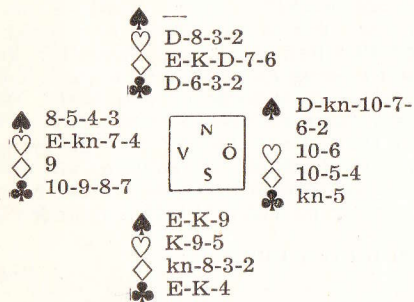 ♠ —
♡ D-8-3-2
♢ E-K-D-7-6
♣ D-6-3-2
♠ 8-5-4-3
♡ E-kn-7-4
♢ 9
♣ 10-9-8-7
N
V Ö
S
♠ D-kn-10-7-
6-2
♡ 10-6
♢ 10-5-4
♣ kn-5
♠ E-K-9
♡ K-9-5
♢ kn-8-3-2
♣ E-K-4